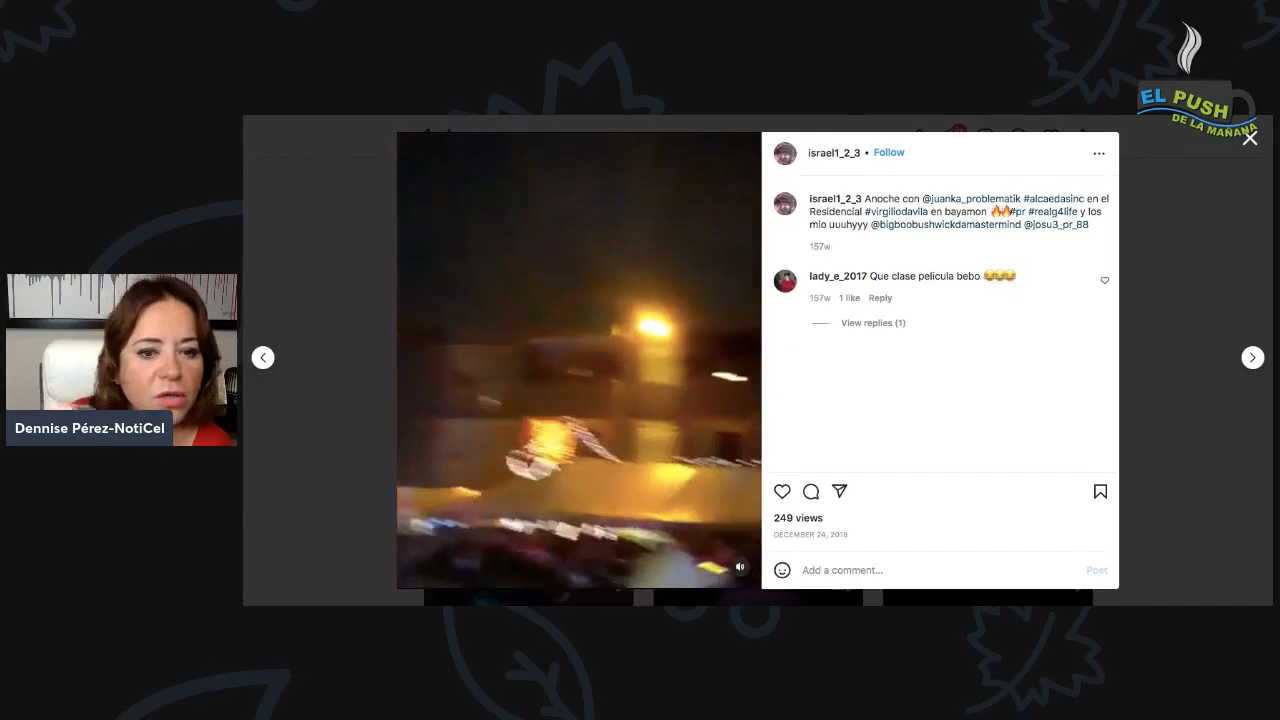 EL PUSH
DE LA MAÑANA
israel1_2_3 • Follow
israel1_2_3 Anoche con @juanka_problematik #alcaedasinc en el
Residencial #virgiliodavila en bayamon 🔥🔥#pr #realg4life y los
mio uuuhyyy @bigboobushwickdamastermind @josu3_pr_88
157w
lady_e_2017 Que clase pelicula bebo 😂😂😂
157w 1 like Reply
View replies (1)
Dennise Pérez-NotiCel
249 views
DECEMBER 24, 2018
Add a comment...
Post